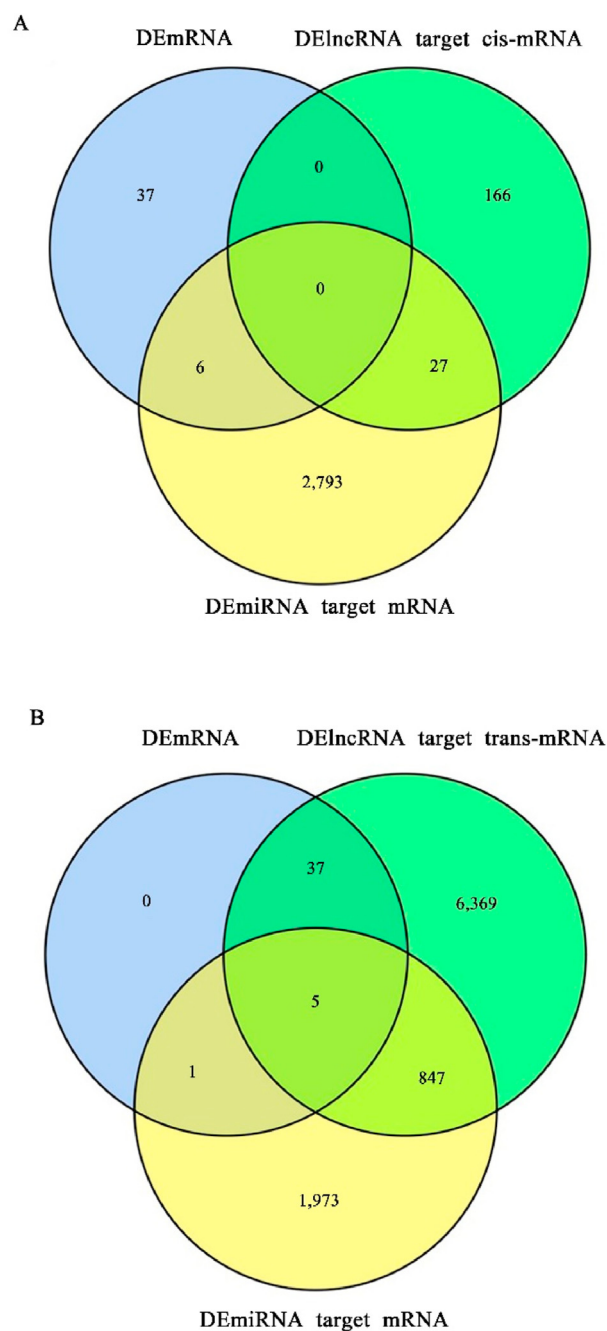 A
DEmRNA DElncRNA target cis-mRNA
0
37 166
0
6 27
2,793
DEmiRNA target mRNA
B
DEmRNA DElncRNA target trans-mRNA
37
0 6,369
5
1 847
1,973
DEmiRNA target mRNA